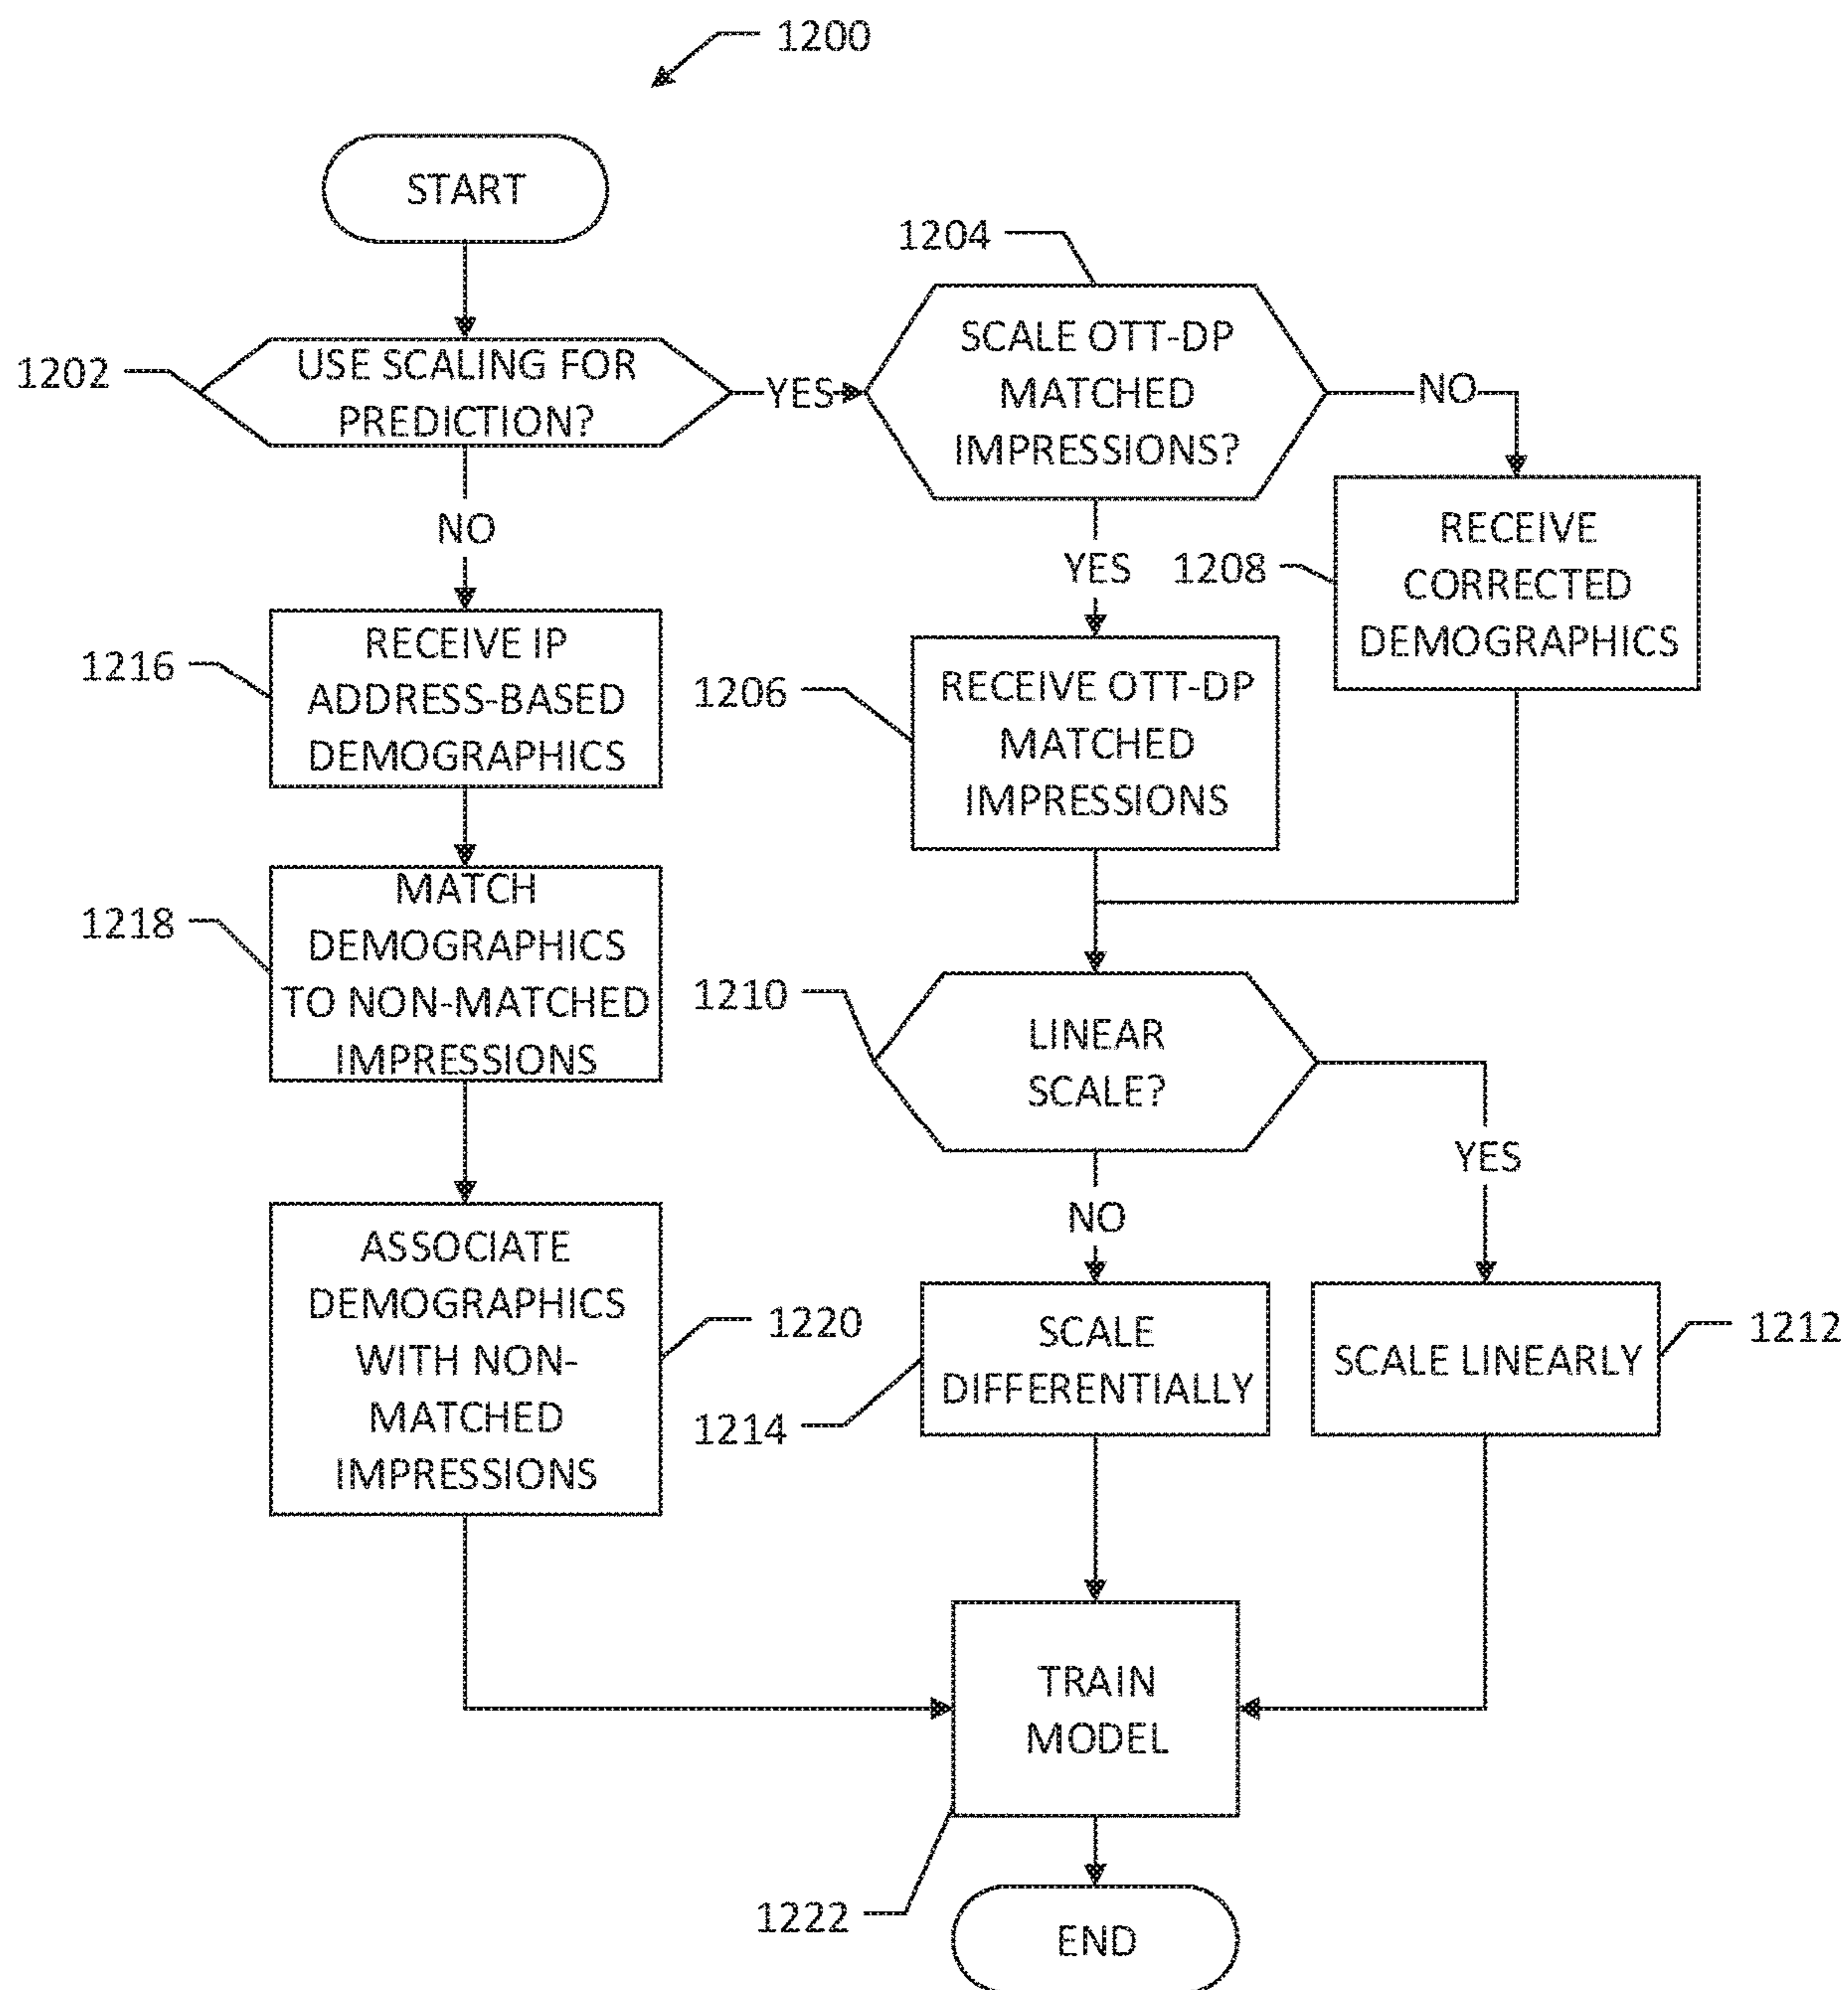 1200
START
1204
1202
USE SCALING FOR
PREDICTION?
YES
SCALE OTT-DP
MATCHED
IMPRESSIONS?
NO
NO
YES
1208
RECEIVE
CORRECTED
DEMOGRAPHICS
1216
RECEIVE IP
ADDRESS-BASED
DEMOGRAPHICS
1206
RECEIVE OTT-DP
MATCHED
IMPRESSIONS
1218
MATCH
DEMOGRAPHICS
TO NON-MATCHED
IMPRESSIONS
1210
LINEAR
SCALE?
YES
NO
ASSOCIATE
DEMOGRAPHICS
WITH NON-
MATCHED
IMPRESSIONS
1220
1214
SCALE
DIFFERENTIALLY
SCALE LINEARLY
1212
TRAIN
MODEL
1222
END